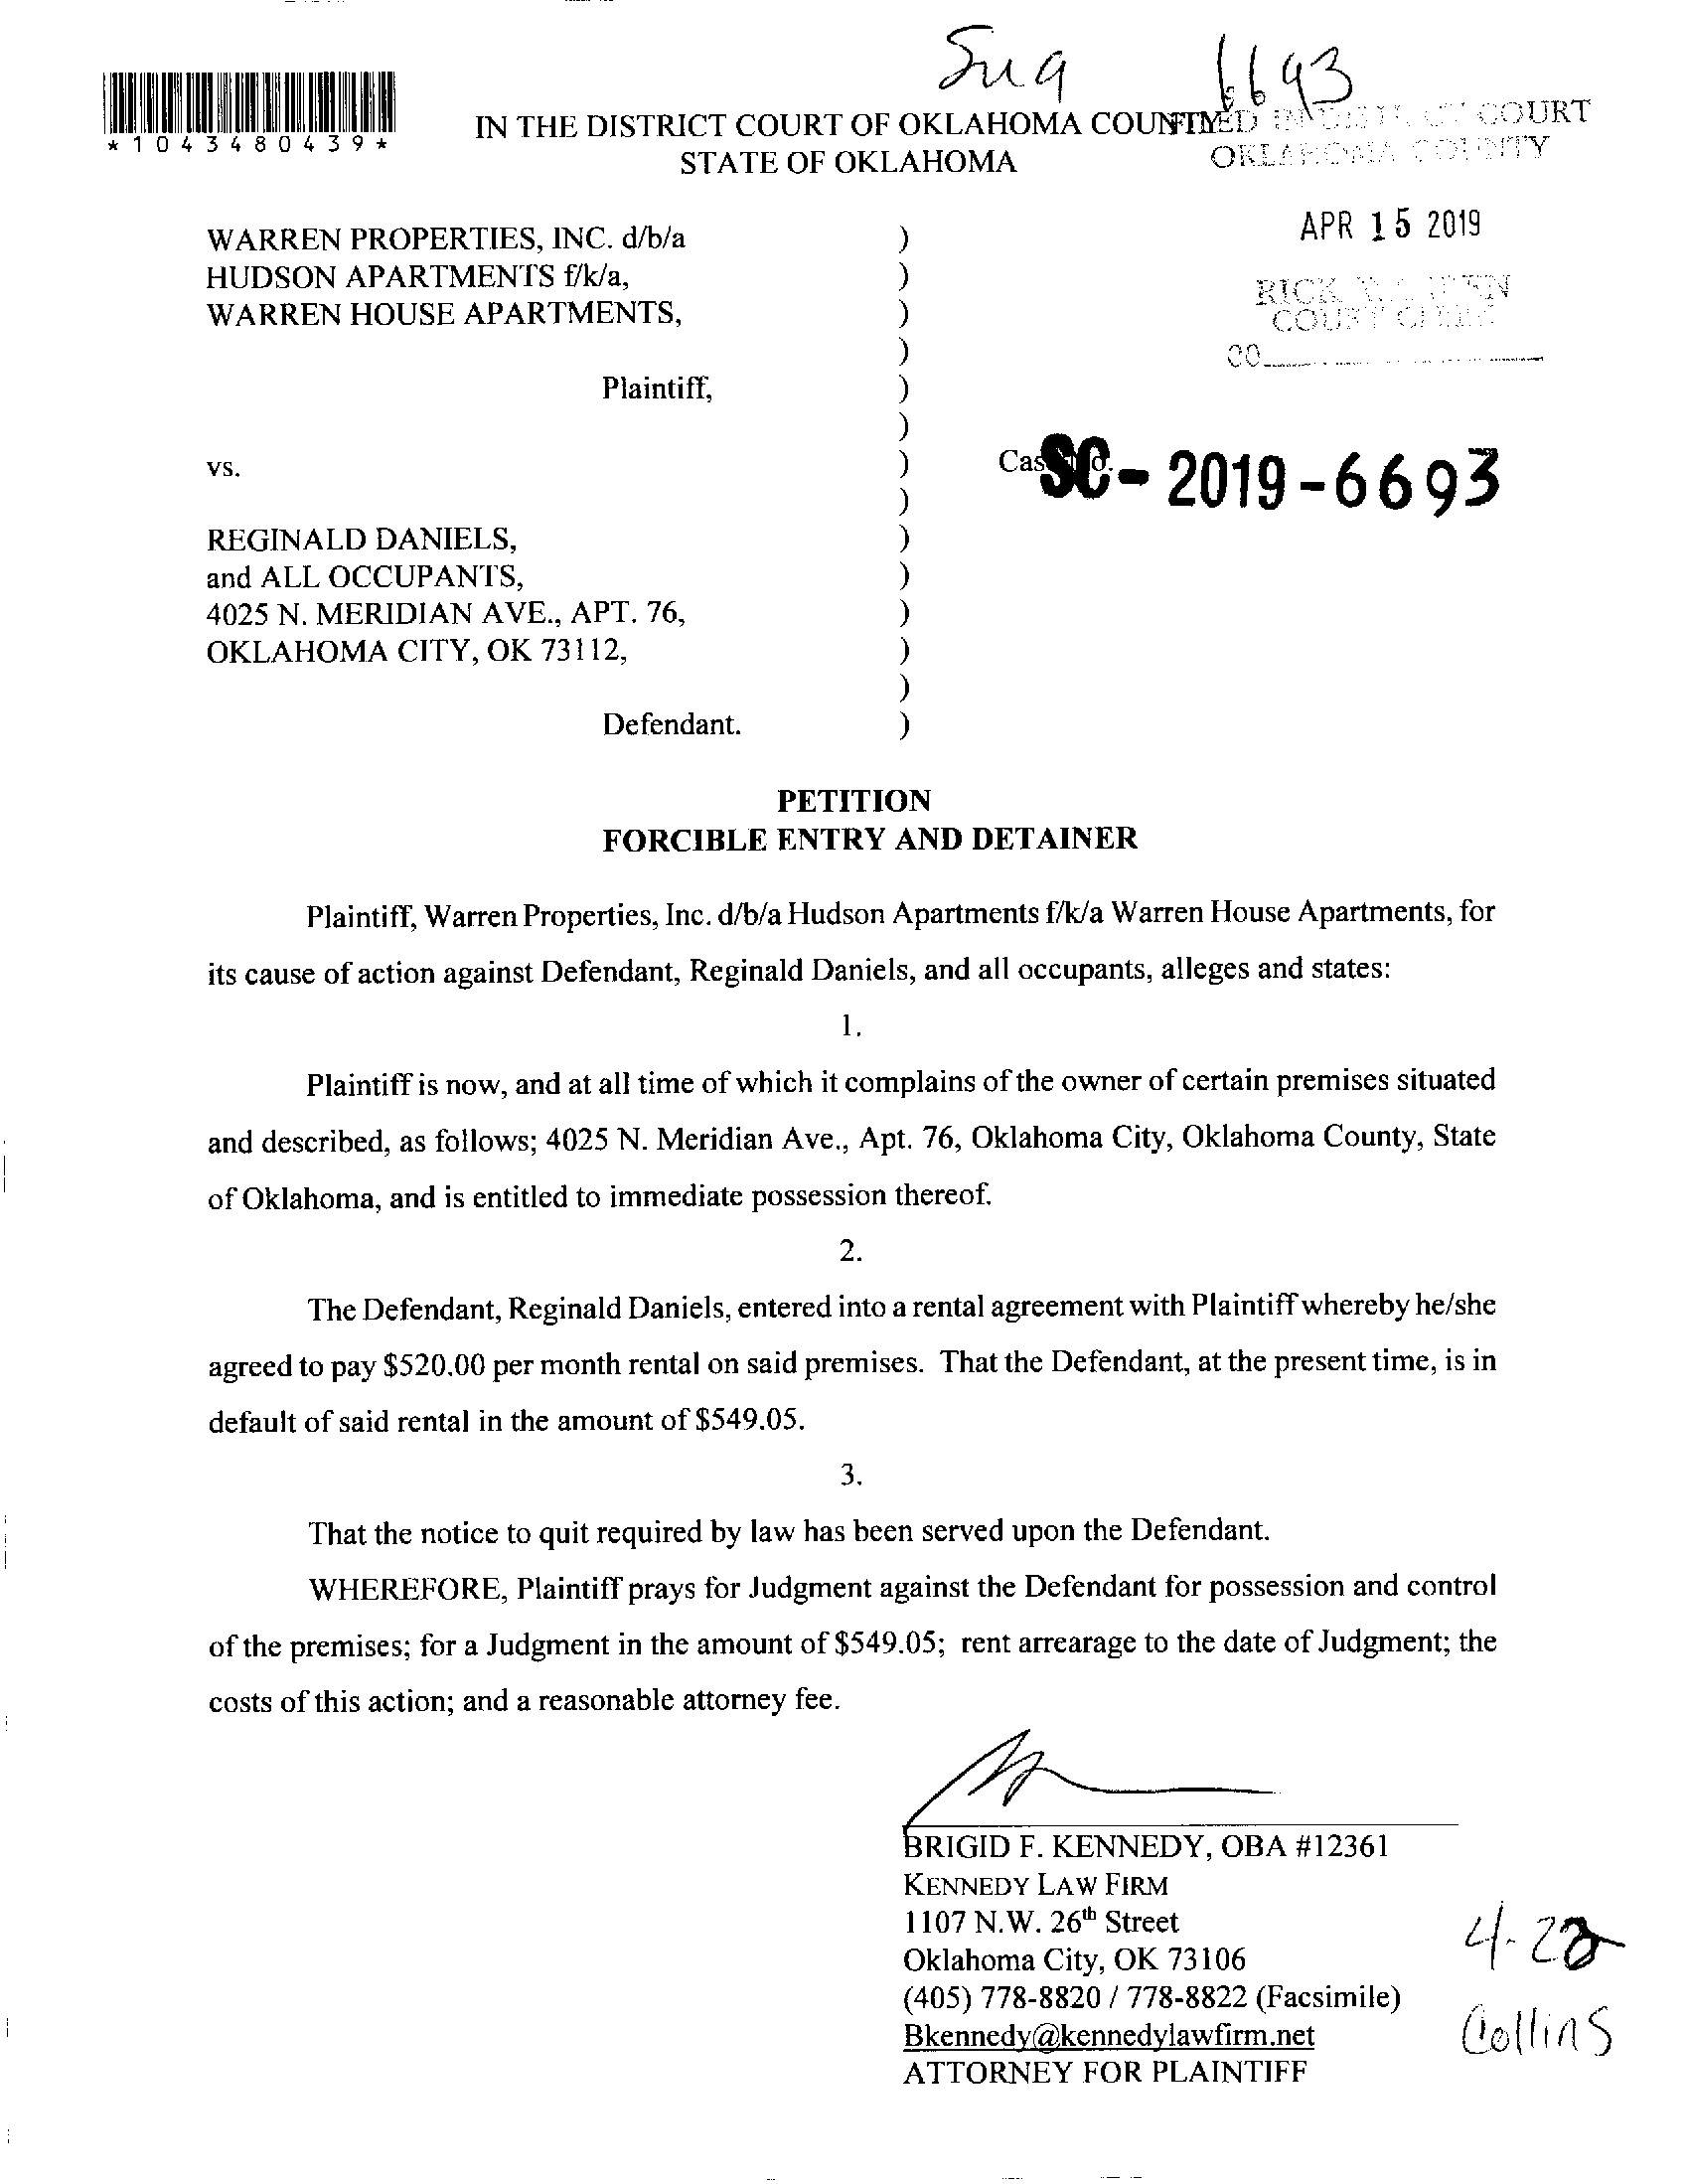 6693
*1043480439*
IN THE DISTRICT COURT OF OKLAHOMA COUNTY
STATE OF OKLAHOMA
COURT
OKLAHOMA COUNTY
APR 15 2019
RICK
COURT CLERK
WARREN PROPERTIES, INC. d/b/a
HUDSON APARTMENTS f/k/a,
WARREN HOUSE APARTMENTS,
Plaintiff,
vs.
Case No.
SC-2019-6693
REGINALD DANIELS,
and ALL OCCUPANTS,
4025 N. MERIDIAN AVE., APT. 76,
OKLAHOMA CITY, OK 73112,
Defendant.
PETITION
FORCIBLE ENTRY AND DETAINER
Plaintiff, Warren Properties, Inc. d/b/a Hudson Apartments f/k/a Warren House Apartments, for
its cause of action against Defendant, Reginald Daniels, and all occupants, alleges and states:
1.
Plaintiff is now, and at all time of which it complains of the owner of certain premises situated
and described, as follows; 4025 N. Meridian Ave., Apt. 76, Oklahoma City, Oklahoma County, State
of Oklahoma, and is entitled to immediate possession thereof.
2.
The Defendant, Reginald Daniels, entered into a rental agreement with Plaintiff whereby he/she
agreed to pay $520.00 per month rental on said premises. That the Defendant, at the present time, is in
default of said rental in the amount of $549.05.
3.
That the notice to quit required by law has been served upon the Defendant.
WHEREFORE, Plaintiff prays for Judgment against the Defendant for possession and control
of the premises; for a Judgment in the amount of $549.05; rent arrearage to the date of Judgment; the
costs of this action; and a reasonable attorney fee.
BRIGID F. KENNEDY, OBA #12361
KENNEDY LAW FIRM
1107 N.W. 26th Street
Oklahoma City, OK 73106
(405) 778-8820 / 778-8822 (Facsimile)
Bkennedy@kennedylawfirm.net
ATTORNEY FOR PLAINTIFF
4-22
Collins